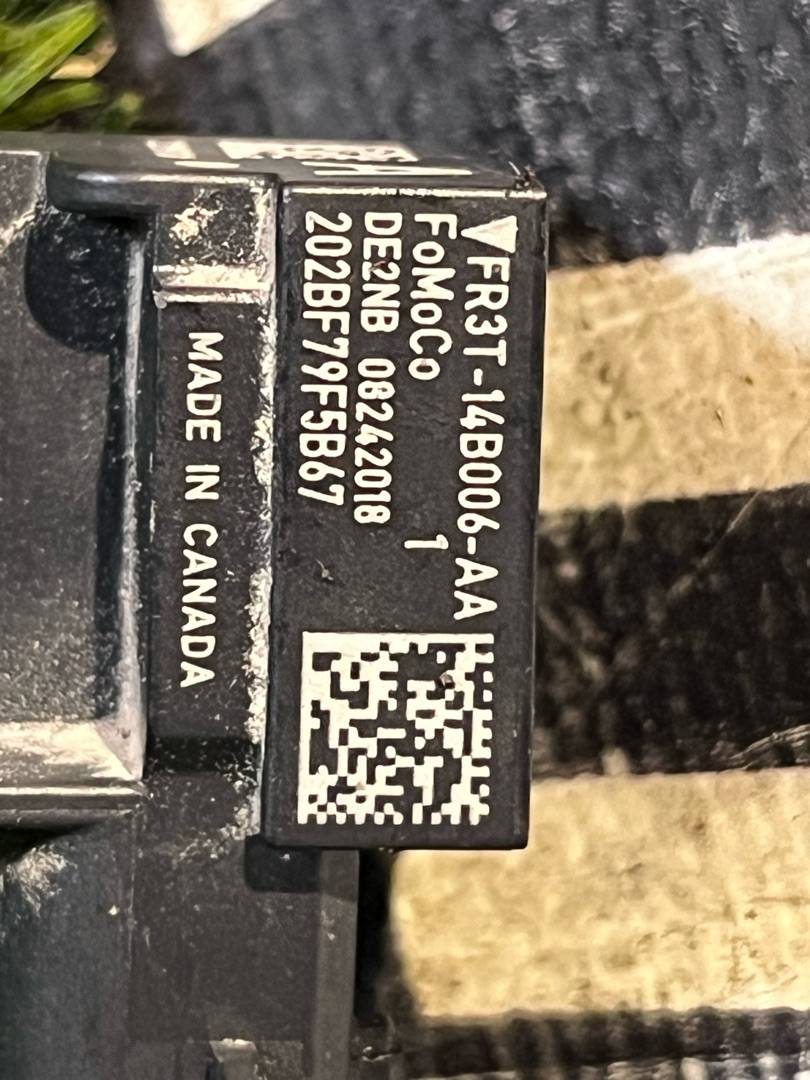 FR3T-14B006-AA
FoMoCo 1
DE2NB 08242018
202BF79F5B67
MADE IN CANADA